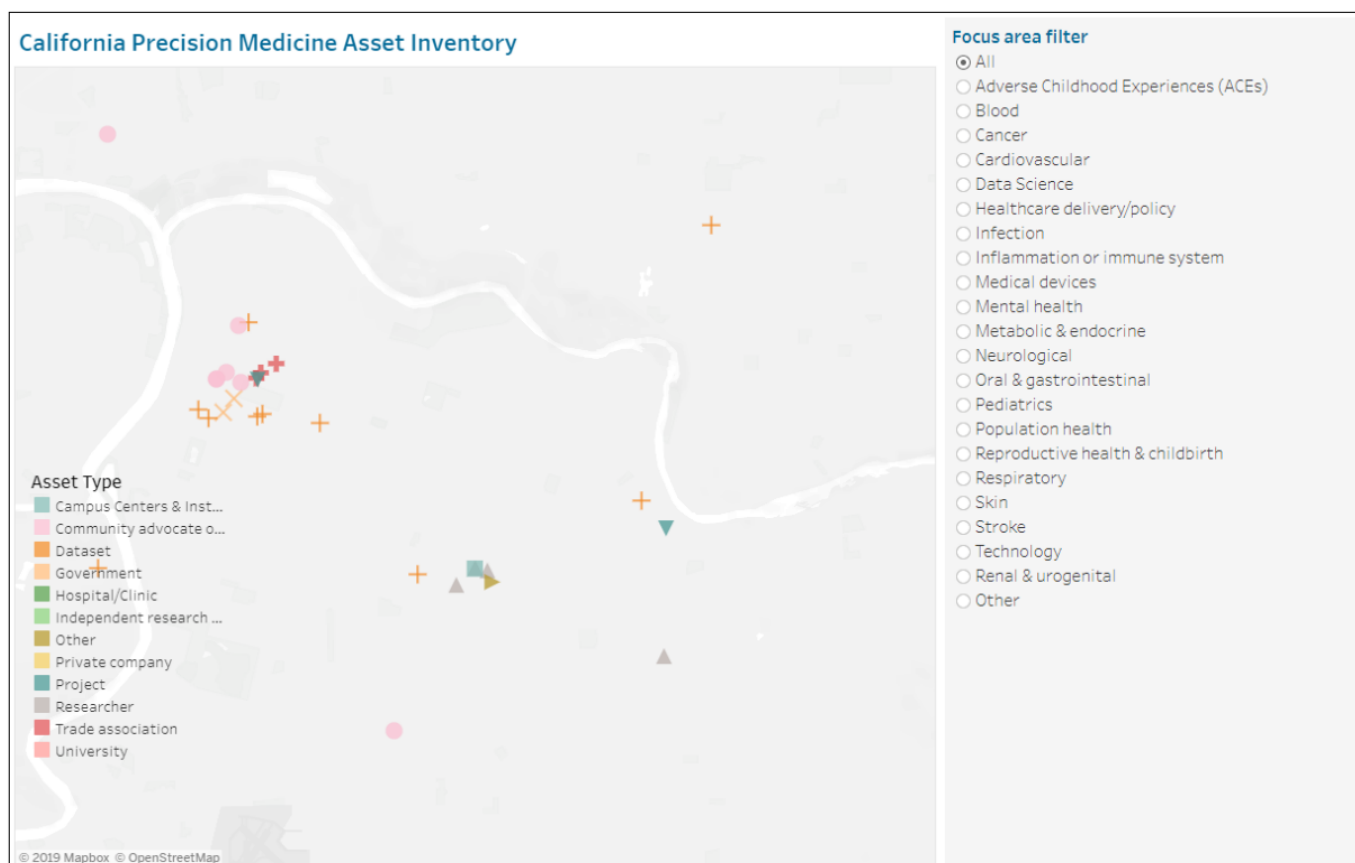 California Precision Medicine Asset Inventory
Asset Type
Campus Centers & Inst...
Community advocate o...
Dataset
Government
Hospital/Clinic
Independent research ...
Other
Private company
Project
Researcher
Trade association
University
© 2019 Mapbox © OpenStreetMap
Focus area filter
All
Adverse Childhood Experiences (ACEs)
Blood
Cancer
Cardiovascular
Data Science
Healthcare delivery/policy
Infection
Inflammation or immune system
Medical devices
Mental health
Metabolic & endocrine
Neurological
Oral & gastrointestinal
Pediatrics
Population health
Reproductive health & childbirth
Respiratory
Skin
Stroke
Technology
Renal & urogenital
Other